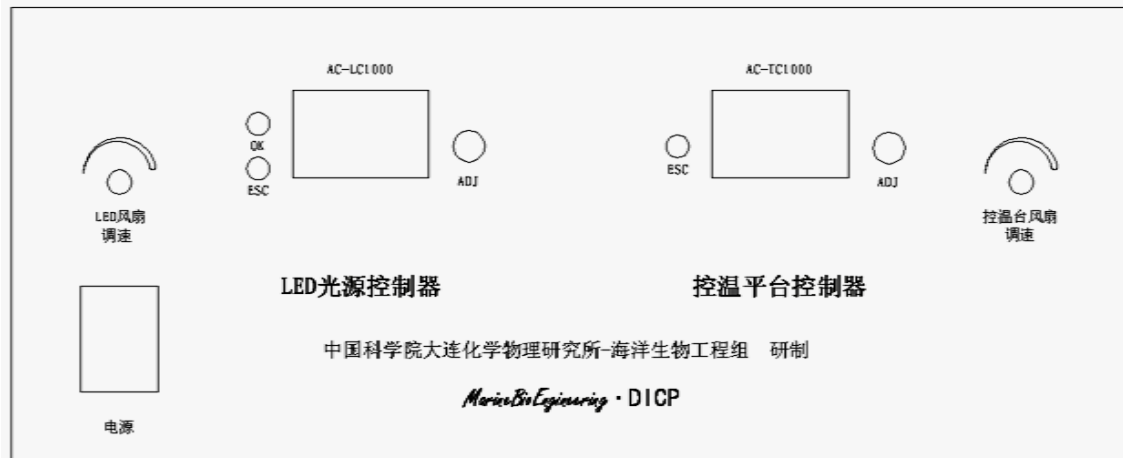 AC-LC1000
AC-TC1000
OK
ESC
ADJ
ESC
ADJ
LED风扇
调速
控温台风扇
调速
LED光源控制器
控温平台控制器
中国科学院大连化学物理研究所-海洋生物工程组 研制
MarineBioEngineering·DICP
电源